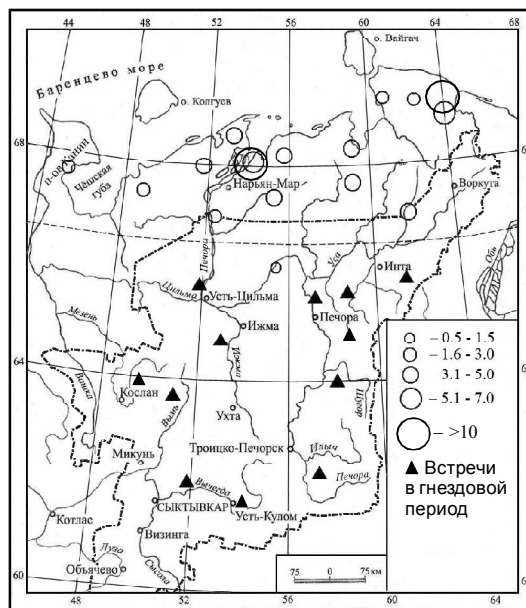 44 48 52 56 60 64
о. Вайгач
Баренцево море
о. Колгуев
68
68
п-ов Канин
Чешская
губа
Нарьян-Мар
Воркута
Печора
Уса
Инта
Обь
Цильма
Усть-Цильма
Мезень
Ижма
Печора
Ижма
64
64
Вашка
Кослан
Вымь
Щугор
Ухта
Микунь
Троицко-Печорск
Илыч
Печора
Вычегда
СЫКТЫВКАР
Усть-Кулом
Котлас
Визинга
Луза
Объячево
Сысола
60
60
– 0.5 - 1.5
– 1.6 - 3.0
3.1 - 5.0
– 5.1 - 7.0
– >10
Встречи
в гнездовой
период
75 0 75 км
48 52 56 60